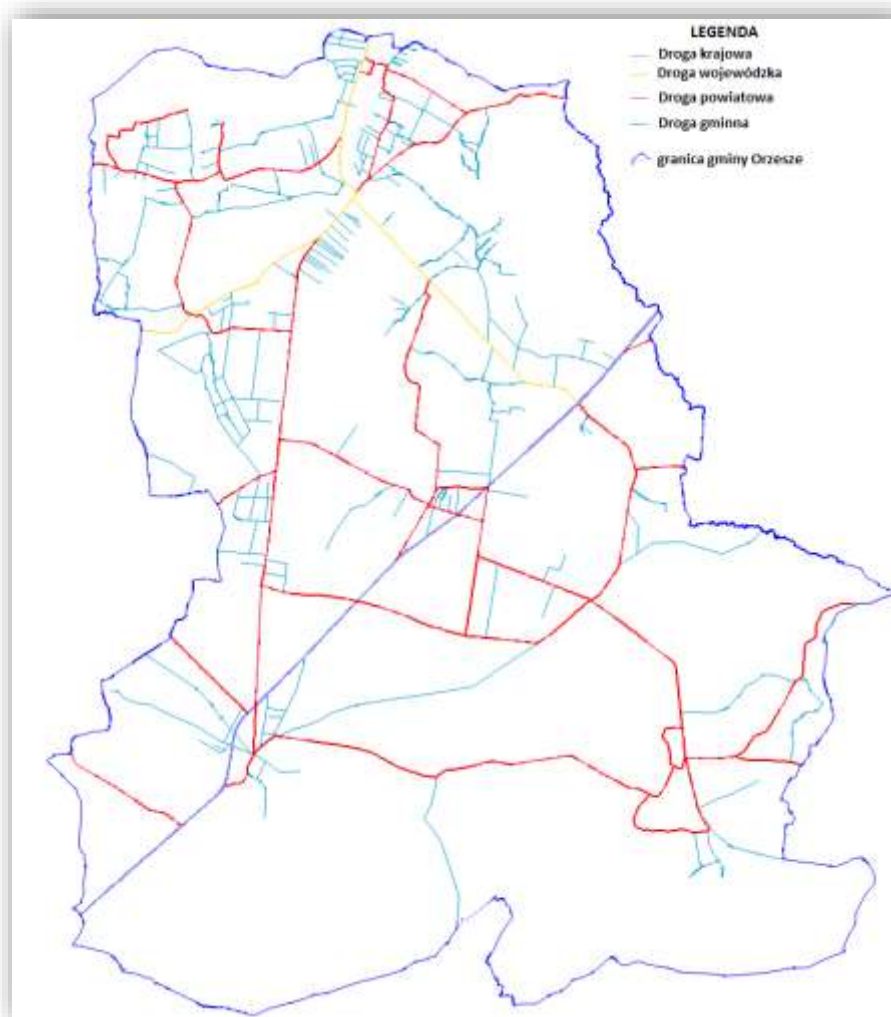 LEGENDA
Droga krajowa
Droga wojewódzka
Droga powiatowa
Droga gminna
granica gminy Orzesze